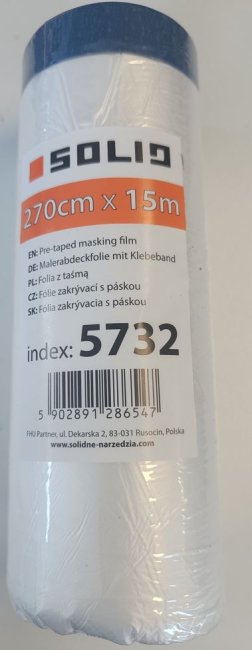 SOLID
270cm x 15m
EN: Pre-taped masking film
DE: Malerabdeckfolie mit Klebeband
PL: Folia z taśmą
CZ: Fólie zakrývací s páskou
SK: Fólia zakrývacia s páskou
index: 5732
5 902891 286547
FHU Partner, ul. Dekarska 2, 83-031 Rusocin, Polska
www.solidne-narzedzia.com